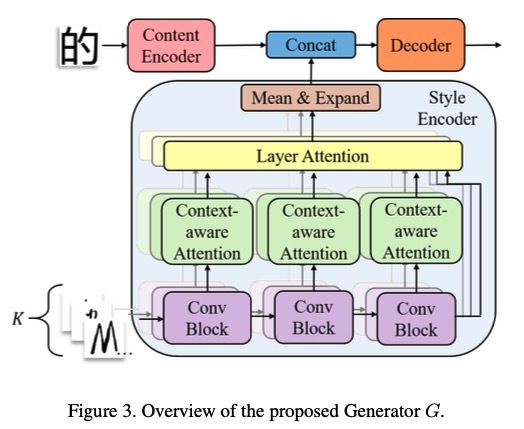 的
Content
Encoder
Concat
Decoder
Mean & Expand
Style
Encoder
Layer Attention
Context-
aware
Attention
Context-
aware
Attention
Context-
aware
Attention
K
M...
Conv
Block
Conv
Block
Conv
Block
Figure 3. Overview of the proposed Generator G.